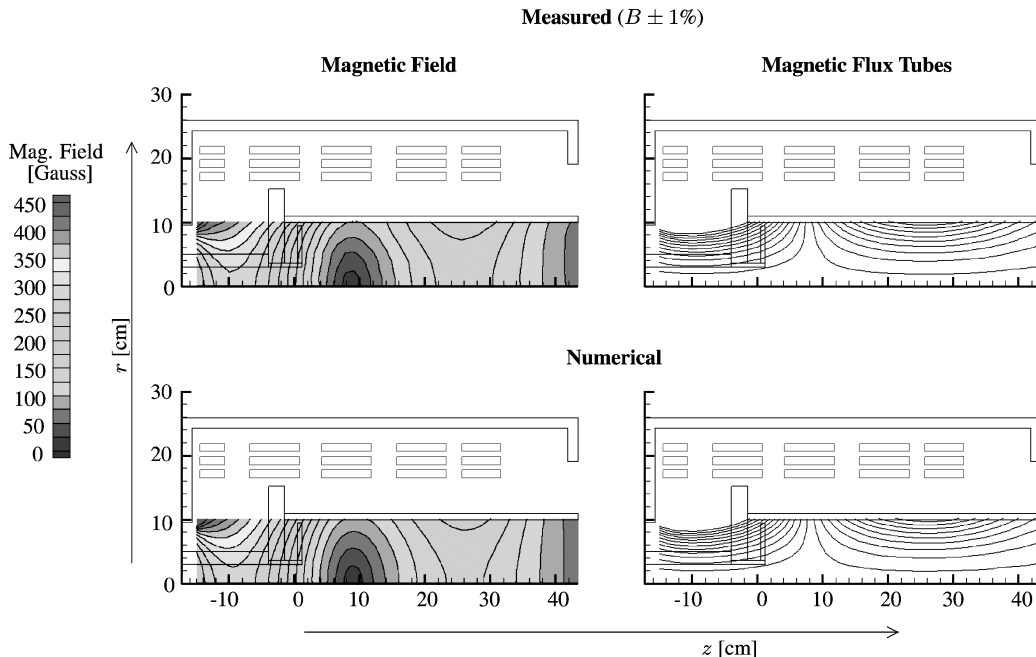 Measured (B ± 1%)
Magnetic Field
Magnetic Flux Tubes
30
20
10
0
Mag. Field
[Gauss]
450
400
350
300
250
200
150
100
50
0
r [cm]
Numerical
30
20
10
0
-10 0 10 20 30 40
-10 0 10 20 30 40
z [cm]